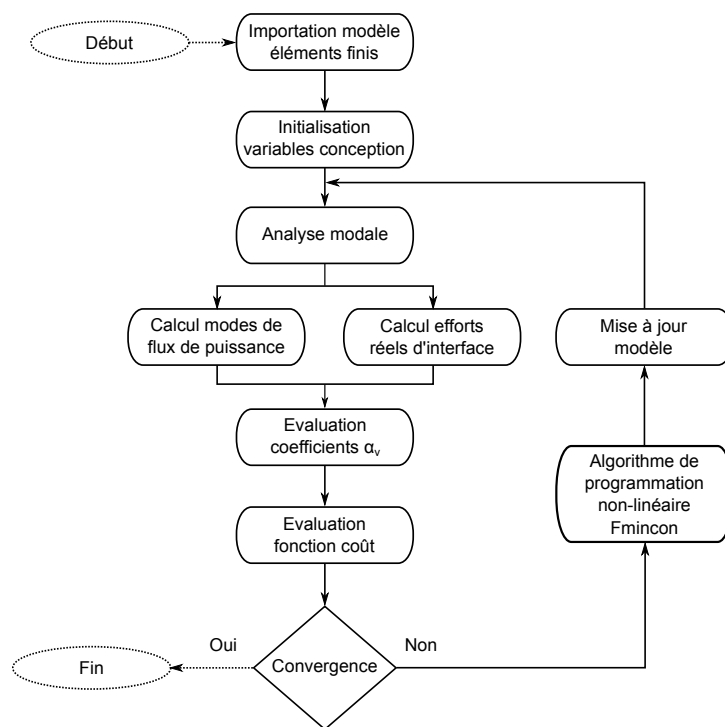 Début
Importation modèle
éléments finis
Initialisation
variables conception
Analyse modale
Calcul modes de
flux de puissance
Calcul efforts
réels d'interface
Mise à jour
modèle
Evaluation
coefficients αᵥ
Algorithme de
programmation
non-linéaire
Fmincon
Evaluation
fonction coût
Oui
Non
Convergence
Fin